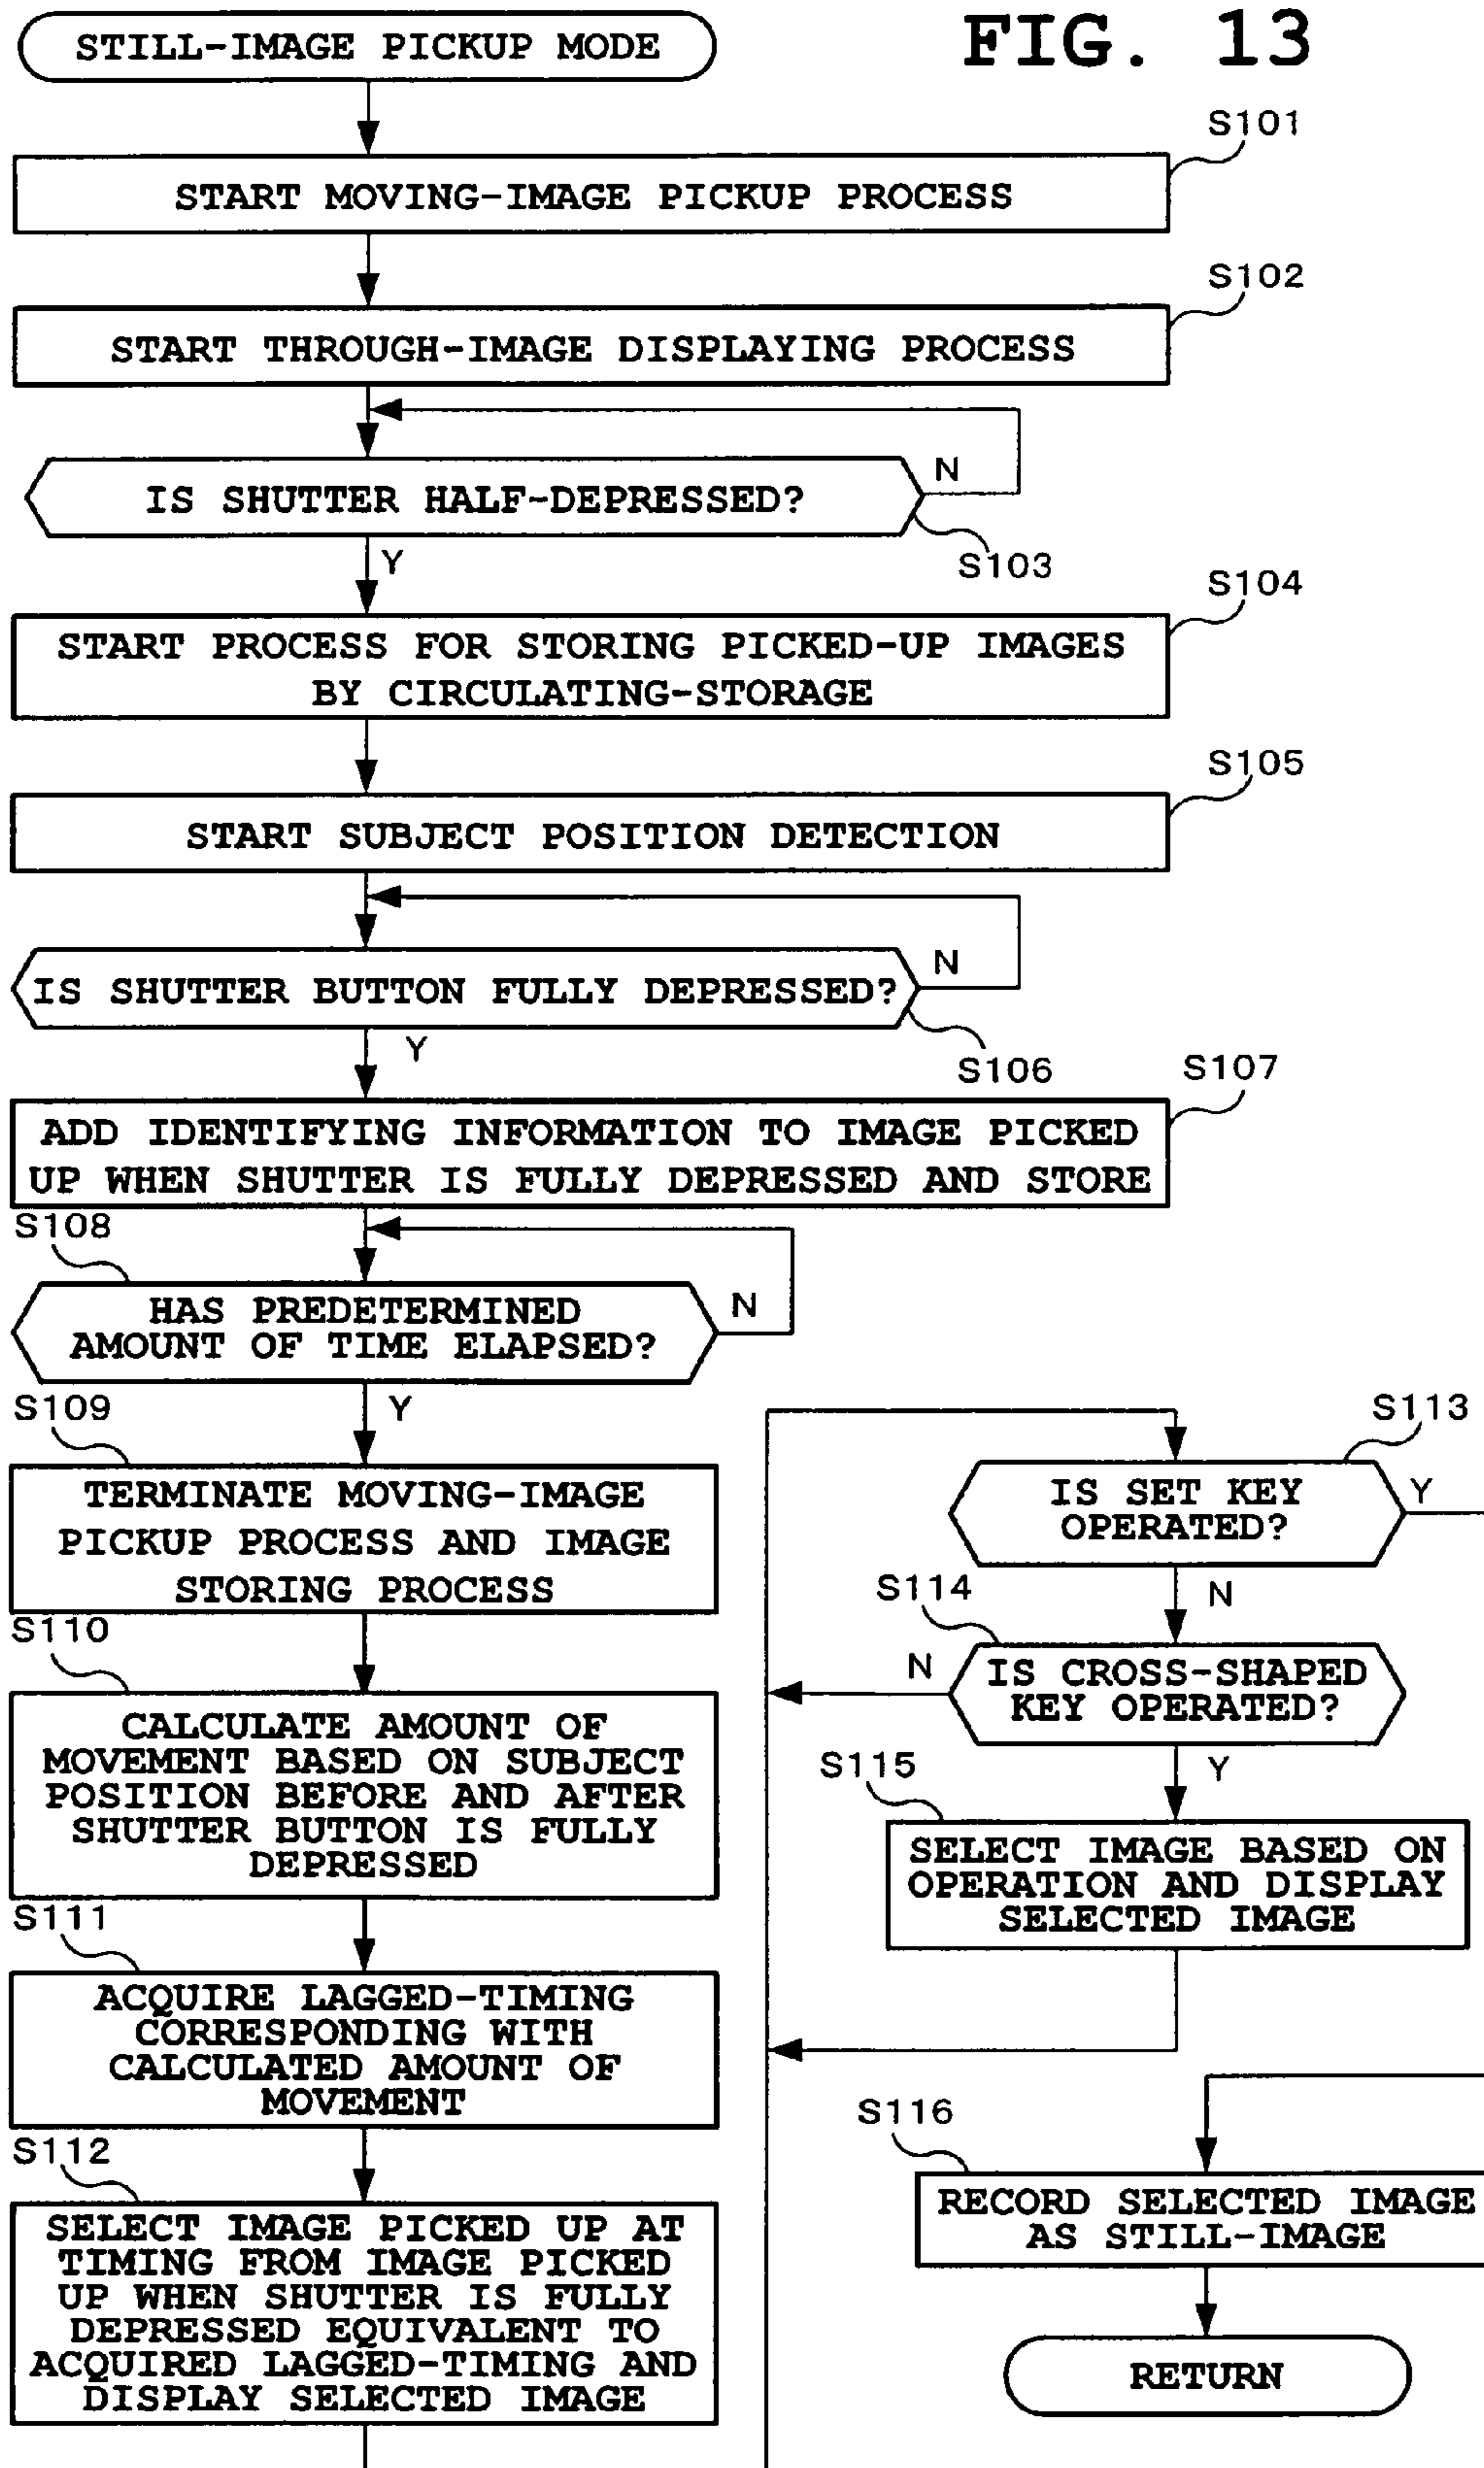 FIG. 13
STILL-IMAGE PICKUP MODE
S101
START MOVING-IMAGE PICKUP PROCESS
S102
START THROUGH-IMAGE DISPLAYING PROCESS
IS SHUTTER HALF-DEPRESSED?
N
S103
Y
S104
START PROCESS FOR STORING PICKED-UP IMAGES
BY CIRCULATING-STORAGE
S105
START SUBJECT POSITION DETECTION
IS SHUTTER BUTTON FULLY DEPRESSED?
N
S106
Y
S107
ADD IDENTIFYING INFORMATION TO IMAGE PICKED
UP WHEN SHUTTER IS FULLY DEPRESSED AND STORE
S108
HAS PREDETERMINED
AMOUNT OF TIME ELAPSED?
N
Y
S109
TERMINATE MOVING-IMAGE
PICKUP PROCESS AND IMAGE
STORING PROCESS
S110
CALCULATE AMOUNT OF
MOVEMENT BASED ON SUBJECT
POSITION BEFORE AND AFTER
SHUTTER BUTTON IS FULLY
DEPRESSED
S111
ACQUIRE LAGGED-TIMING
CORRESPONDING WITH
CALCULATED AMOUNT OF
MOVEMENT
S112
SELECT IMAGE PICKED UP AT
TIMING FROM IMAGE PICKED
UP WHEN SHUTTER IS FULLY
DEPRESSED EQUIVALENT TO
ACQUIRED LAGGED-TIMING AND
DISPLAY SELECTED IMAGE
S113
IS SET KEY
OPERATED?
Y
N
S114
IS CROSS-SHAPED
KEY OPERATED?
N
Y
S115
SELECT IMAGE BASED ON
OPERATION AND DISPLAY
SELECTED IMAGE
S116
RECORD SELECTED IMAGE
AS STILL-IMAGE
RETURN